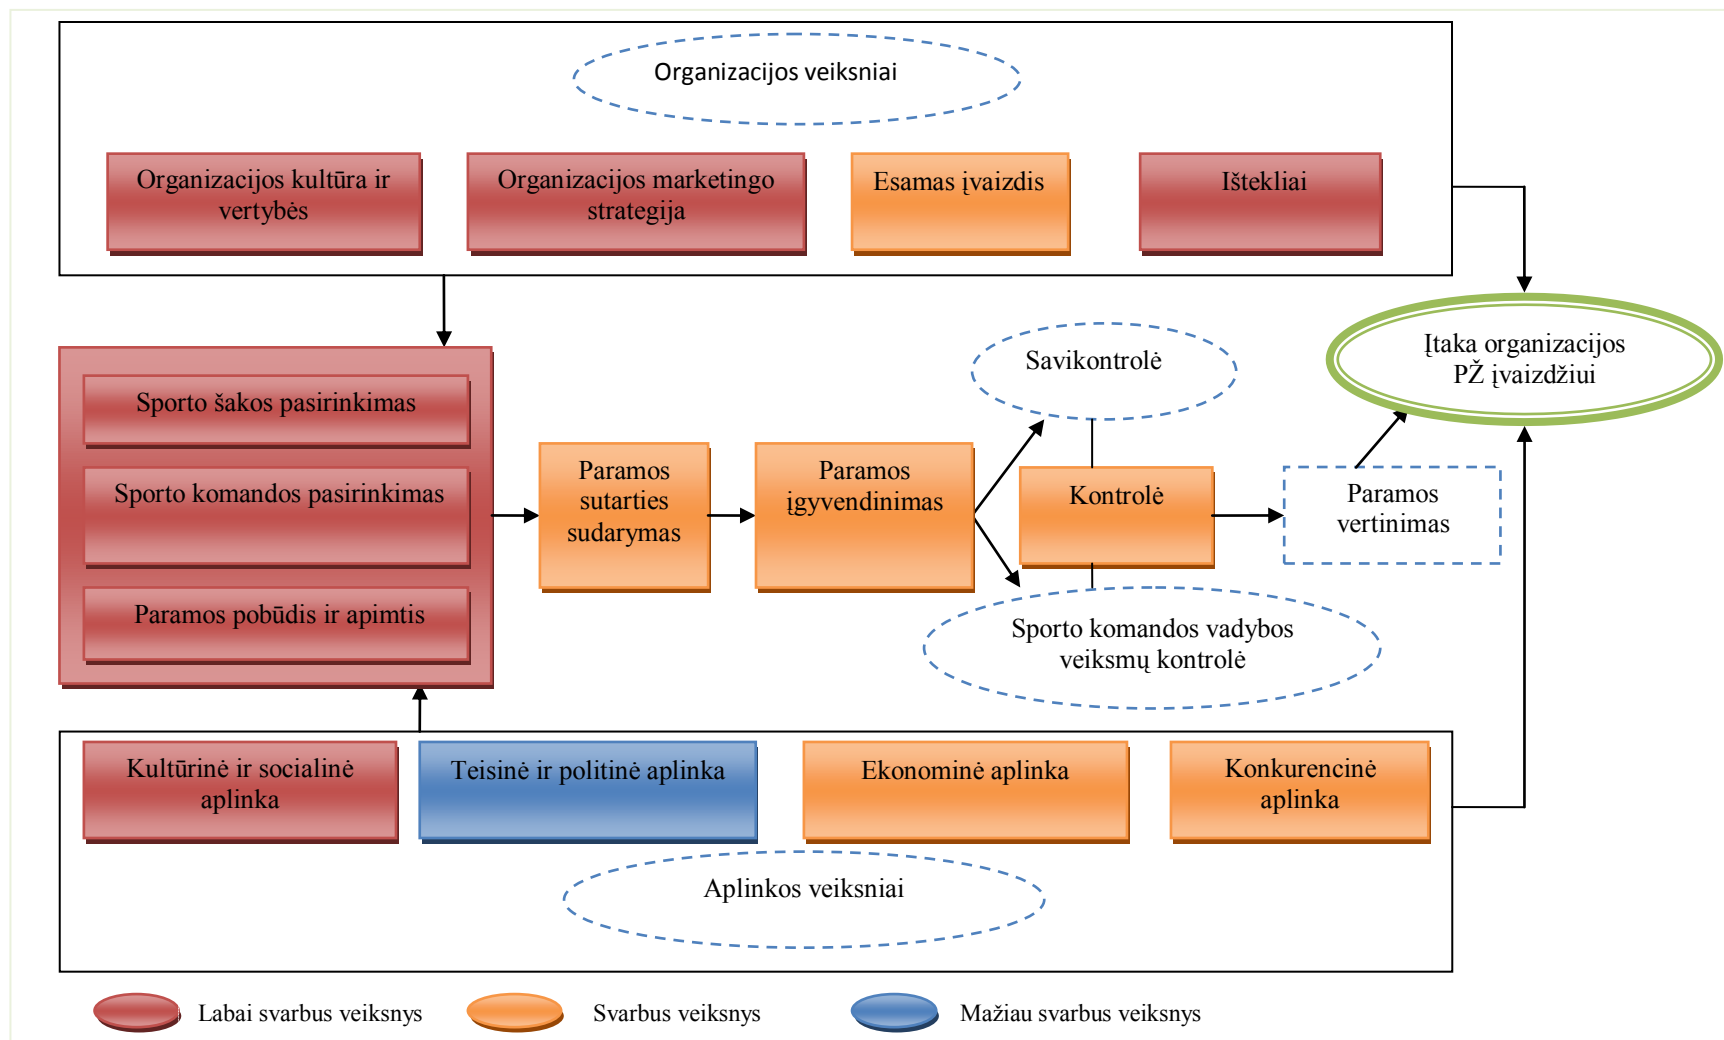 Organizacijos veiksniai
Organizacijos kultūra ir
vertybės
Organizacijos marketingo
strategija
Esamas įvaizdis
Ištekliai
Įtaka organizacijos
PŽ įvaizdžiui
Savikontrolė
Sporto šakos pasirinkimas
Sporto komandos pasirinkimas
Paramos pobūdis ir apimtis
Paramos
sutarties
sudarymas
Paramos
įgyvendinimas
Kontrolė
Paramos
vertinimas
Sporto komandos vadybos
veiksmų kontrolė
Kultūrinė ir socialinė
aplinka
Teisinė ir politinė aplinka
Ekonominė aplinka
Konkurencinė
aplinka
Aplinkos veiksniai
Labai svarbus veiksnys
Svarbus veiksnys
Mažiau svarbus veiksnys